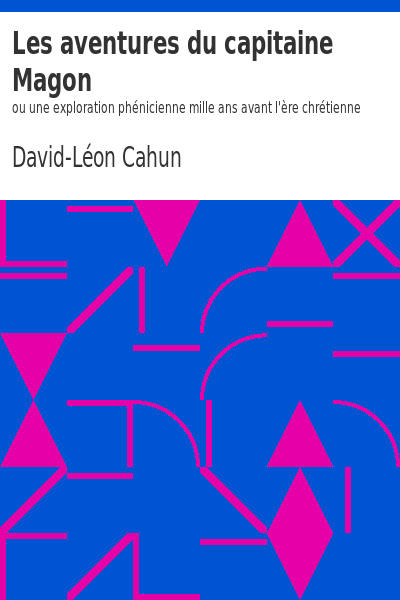 Les aventures du capitaine
Magon
ou une exploration phénicienne mille ans avant l'ère chrétienne
David-Léon Cahun